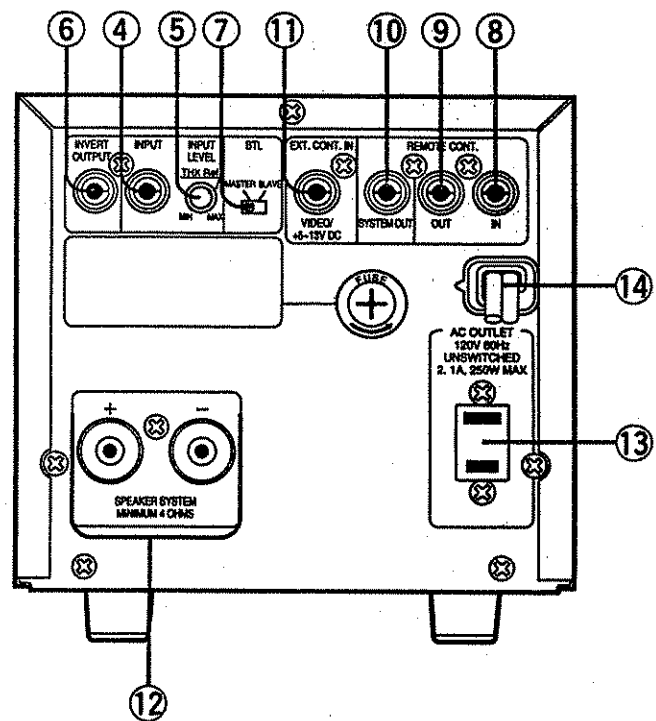 ⑥ ④ ⑤ ⑦ ⑪ ⑩ ⑨ ⑧
INVERT
OUTPUT
INPUT
INPUT
LEVEL
THX Ref
MIN MAX
BTL
MASTER SLAVE
EXT. CONT. IN
VIDEO/
+5~13V DC
REMOTE CONT.
SYSTEM OUT
OUT
IN
FUSE
⑭
AC OUTLET
120V 60Hz
UNSWITCHED
2. 1A, 250W MAX
⑬
+ −
SPEAKER SYSTEM
MINIMUM 4 OHMS
⑫